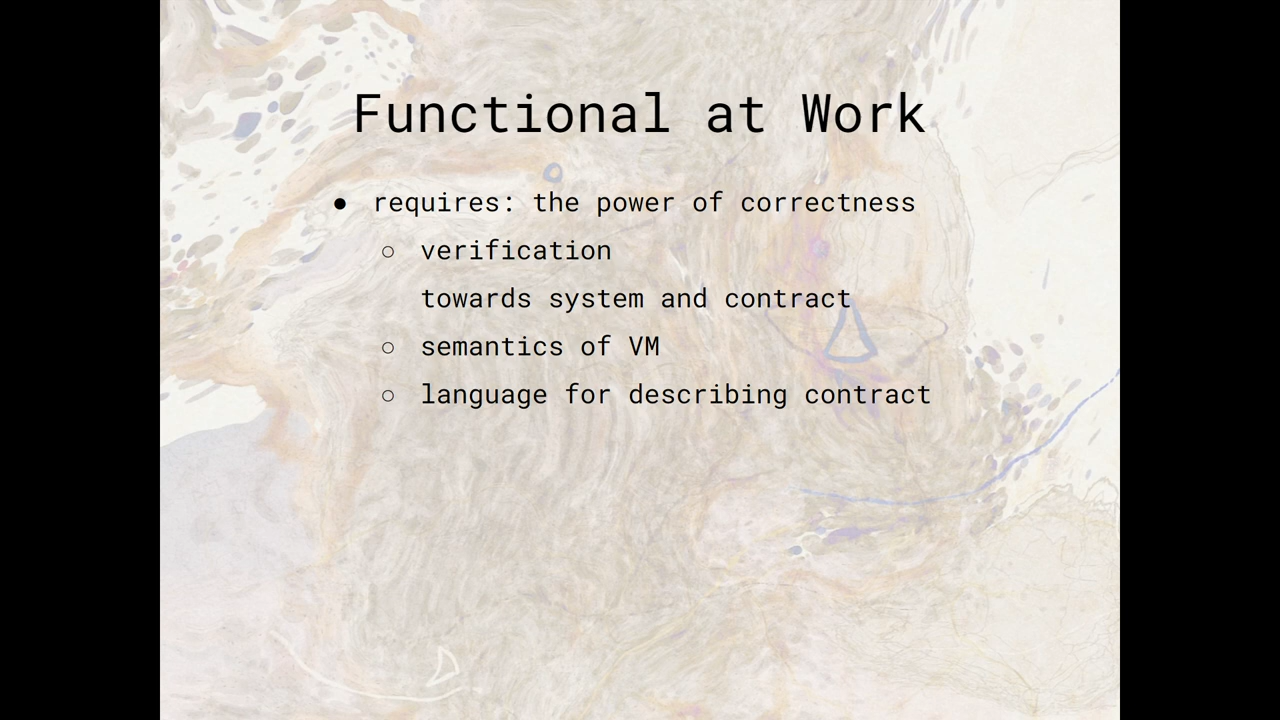 Functional at Work
● requires: the power of correctness
○ verification
towards system and contract
○ semantics of VM
○ language for describing contract